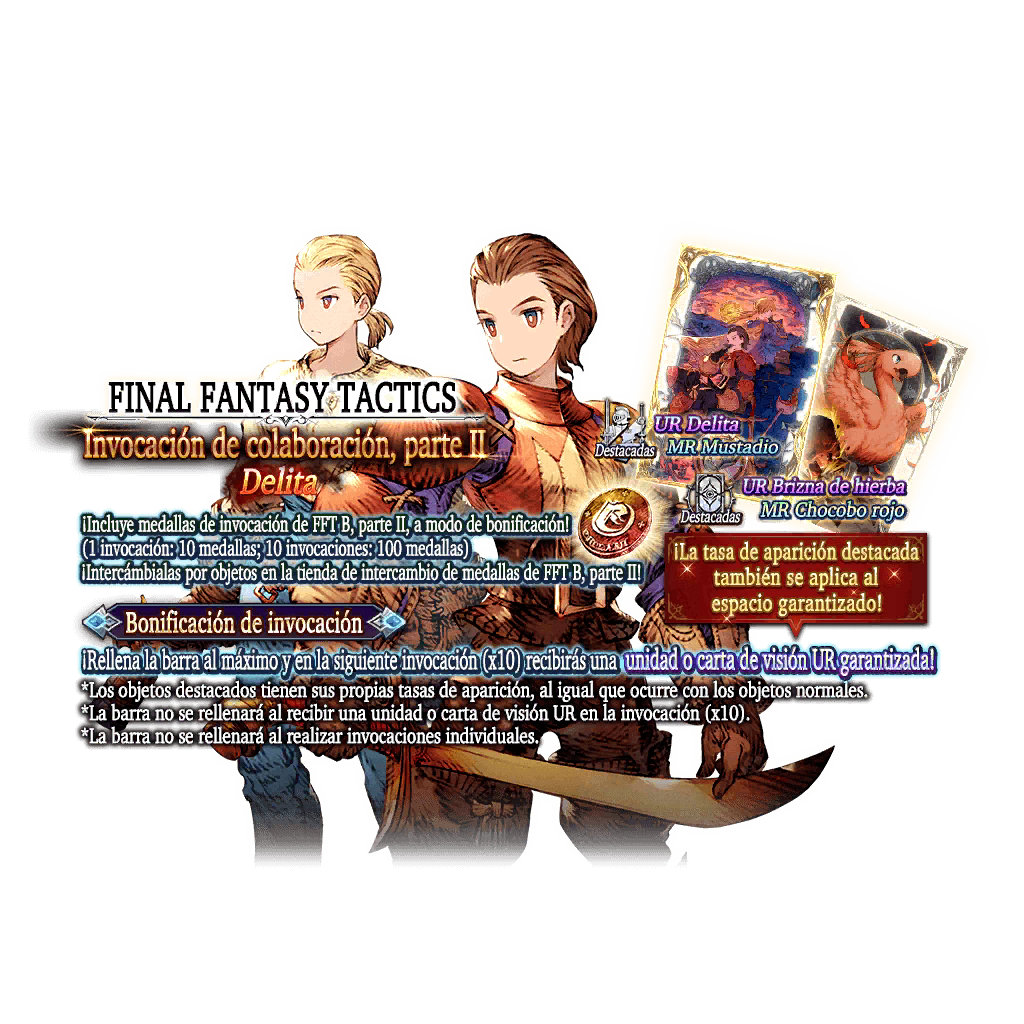 FINAL FANTASY TACTICS
Invocación de colaboración, parte II
Delita
Destacadas
UR Delita
MR Mustadio
Destacadas
UR Brizna de hierba
MR Chocobo rojo
¡Incluye medallas de invocación de FFT B, parte II, a modo de bonificación!
(1 invocación: 10 medallas; 10 invocaciones: 100 medallas)
¡Intercámbialas por objetos en la tienda de intercambio de medallas de FFT B, parte II!
¡La tasa de aparición destacada
también se aplica al
espacio garantizado!
Bonificación de invocación
¡Rellena la barra al máximo y en la siguiente invocación (x10) recibirás una unidad o carta de visión UR garantizada!
*Los objetos destacados tienen sus propias tasas de aparición, al igual que ocurre con los objetos normales.
*La barra no se rellenará al recibir una unidad o carta de visión UR en la invocación (x10).
*La barra no se rellenará al realizar invocaciones individuales.